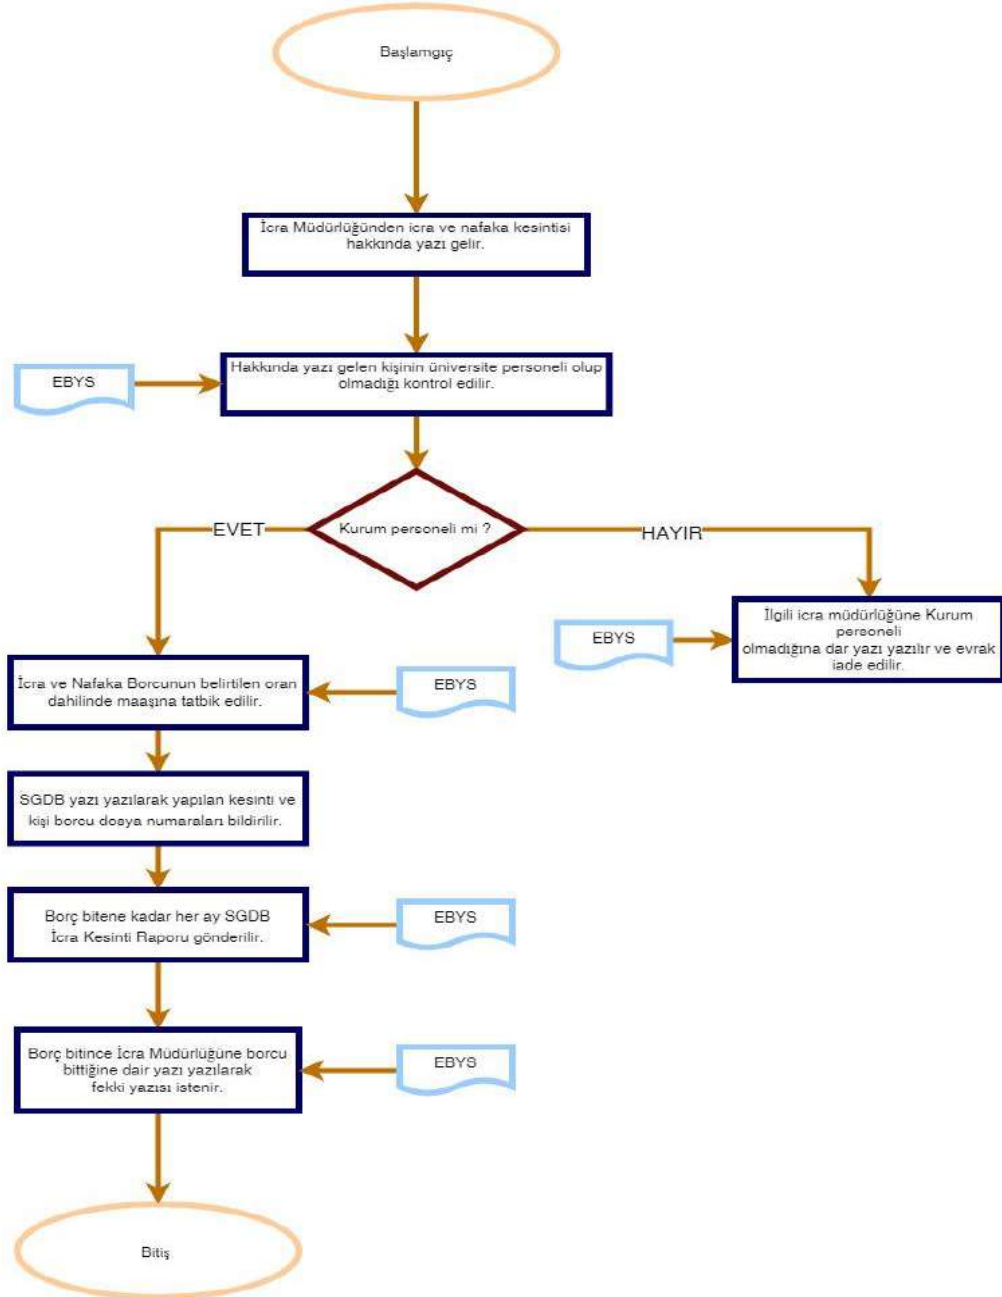 Başlamgıç
İcra Müdürlüğünden icra ve nafaka kesintisi
hakkında yazı gelir.
EBYS
Hakkında yazı gelen kişinin üniversite personeli olup
olmadığı kontrol edilir.
Kurum personeli mi ?
EVET
HAYIR
EBYS
İlgili icra müdürlüğüne Kurum
personeli
olmadığına dar yazı yazılır ve evrak
iade edilir.
İcra ve Nafaka Borcunun belirtilen oran
dahilinde maaşına tatbik edilir.
EBYS
SGDB yazı yazılarak yapılan kesinti ve
kişi borcu dosya numaraları bildirilir.
Borç bitene kadar her ay SGDB
İcra Kesinti Raporu gönderilir.
EBYS
Borç bitince İcra Müdürlüğüne borcu
bittiğine dair yazı yazılarak
fekki yazısı istenir.
EBYS
Bitiş